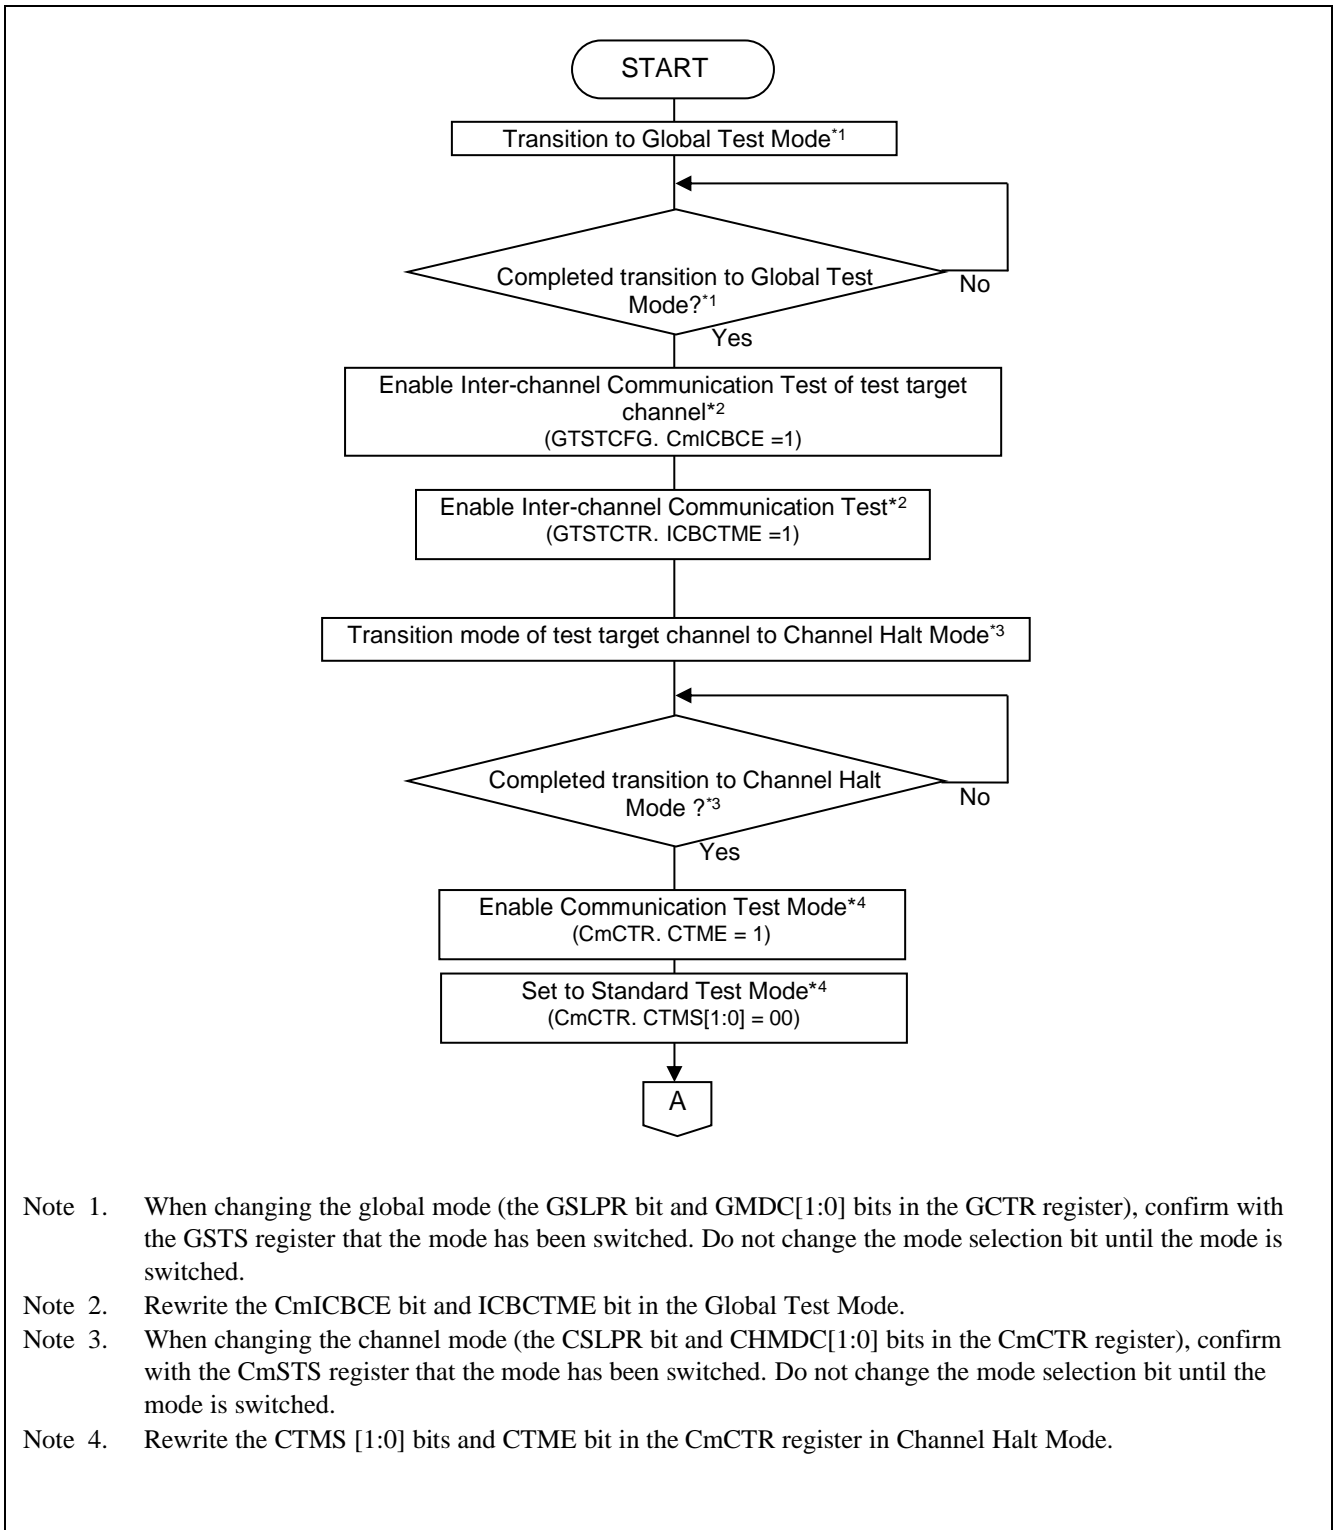 START
Transition to Global Test Mode*1
Completed transition to Global Test
Mode?*1
No
Yes
Enable Inter-channel Communication Test of test target
channel*2
(GTSTCFG. CmICBCE =1)
Enable Inter-channel Communication Test*2
(GTSTCTR. ICBCTME =1)
Transition mode of test target channel to Channel Halt Mode*3
Completed transition to Channel Halt
Mode ?*3
No
Yes
Enable Communication Test Mode*4
(CmCTR. CTME = 1)
Set to Standard Test Mode*4
(CmCTR. CTMS[1:0] = 00)
A
Note 1. When changing the global mode (the GSLPR bit and GMDC[1:0] bits in the GCTR register), confirm with
the GSTS register that the mode has been switched. Do not change the mode selection bit until the mode is
switched.
Note 2. Rewrite the CmICBCE bit and ICBCTME bit in the Global Test Mode.
Note 3. When changing the channel mode (the CSLPR bit and CHMDC[1:0] bits in the CmCTR register), confirm
with the CmSTS register that the mode has been switched. Do not change the mode selection bit until the
mode is switched.
Note 4. Rewrite the CTMS [1:0] bits and CTME bit in the CmCTR register in Channel Halt Mode.